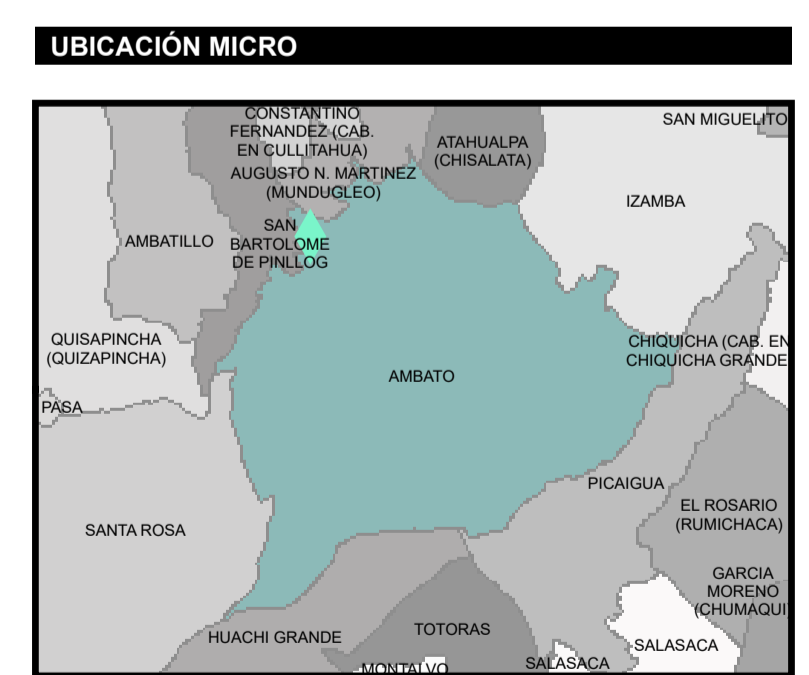 UBICACIÓN MICRO
CONSTANTINO
FERNANDEZ (CAB.
EN CULLITAHUA)
SAN MIGUELITO
ATAHUALPA
(CHISALATA)
AUGUSTO N. MARTINEZ
(MUNDUGLEO)
IZAMBA
AMBATILLO
SAN
BARTOLOME
DE PINLLOG
QUISAPINCHA
(QUIZAPINCHA)
CHIQUICHA (CAB. EN
CHIQUICHA GRANDE
AMBATO
PASA
PICAIGUA
EL ROSARIO
(RUMICHACA)
SANTA ROSA
GARCIA
MORENO
(CHUMAQUI)
HUACHI GRANDE
TOTORAS
SALASACA
MONTALVO
SALASACA